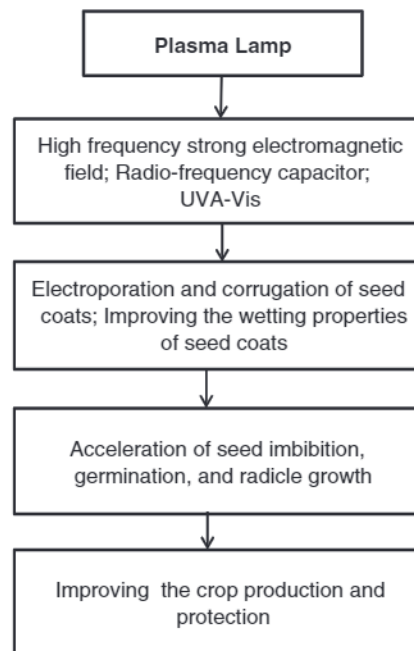 Plasma Lamp
High frequency strong electromagnetic
field; Radio-frequency capacitor;
UVA-Vis
Electroporation and corrugation of seed
coats; Improving the wetting properties
of seed coats
Acceleration of seed imbibition,
germination, and radicle growth
Improving the crop production and
protection